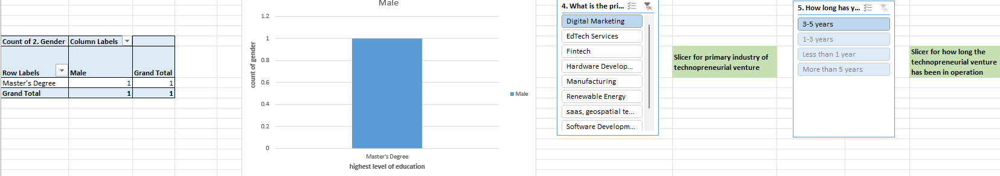 Count of 2. Gender Column Labels
Row Labels Male Grand Total
Master's Degree 1 1
Grand Total 1 1
Male
count of gender
1.2
1
0.8
0.6
0.4
0.2
0
Master's Degree
highest level of education
Male
4. What is the pri...
Digital Marketing
EdTech Services
Fintech
Hardware Develop...
Manufacturing
Renewable Energy
saas, geospatial te...
Software Developm...
Slicer for primary industry of
technopreneurial venture
5. How long has y...
3-5 years
1-3 years
Less than 1 year
More than 5 years
Slicer for how long the
technopreneurial venture
has been in operation